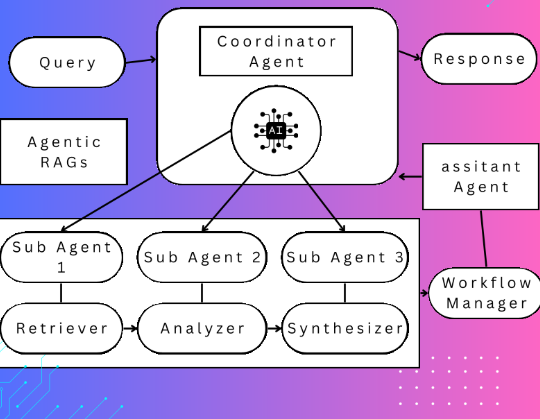 Coordinator
Agent
Query
Response
AI
Agentic
RAGs
assitant
Agent
Sub Agent
1
Sub Agent 2
Sub Agent 3
Workflow
Manager
Retriever
Analyzer
Synthesizer